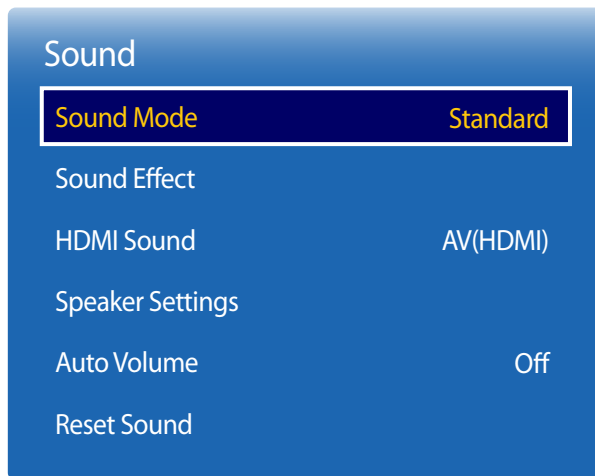 Sound
Sound Mode Standard
Sound Effect
HDMI Sound AV(HDMI)
Speaker Settings
Auto Volume Off
Reset Sound